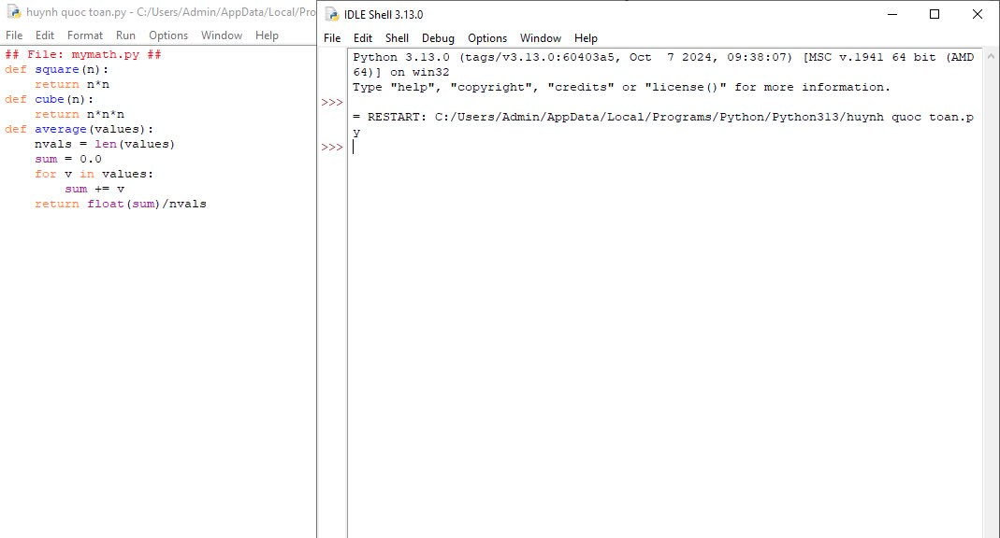 huynh quoc toan.py - C:/Users/Admin/AppData/Local/Pro
File Edit Format Run Options Window Help
## File: mymath.py ##
def square(n):
    return n*n
def cube(n):
    return n*n*n
def average(values):
    nvals = len(values)
    sum = 0.0
    for v in values:
        sum += v
    return float(sum)/nvals
IDLE Shell 3.13.0
File Edit Shell Debug Options Window Help
Python 3.13.0 (tags/v3.13.0:60403a5, Oct  7 2024, 09:38:07) [MSC v.1941 64 bit (AMD
64)] on win32
Type "help", "copyright", "credits" or "license()" for more information.
>>>
= RESTART: C:/Users/Admin/AppData/Local/Programs/Python/Python313/huynh quoc toan.p
y
>>>